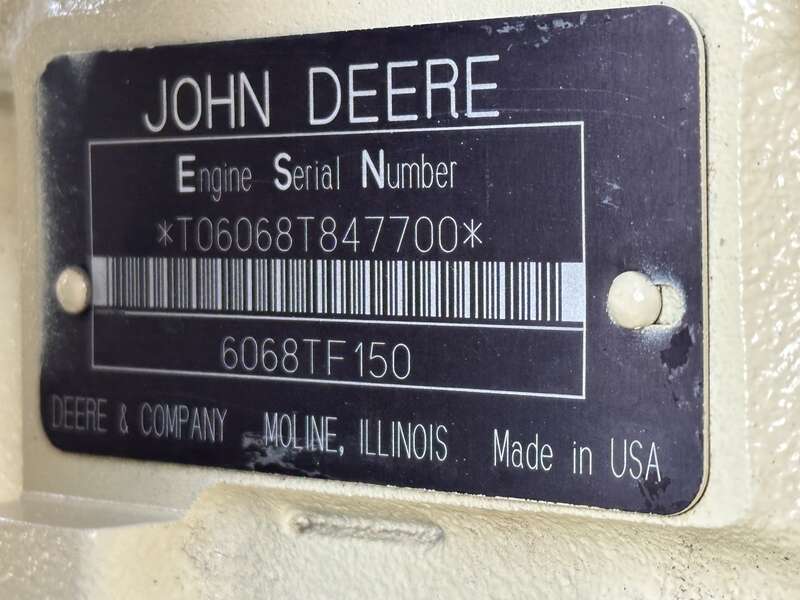 JOHN DEERE
Engine Serial Number
*T06068T847700*
6068TF150
DEERE & COMPANY MOLINE, ILLINOIS Made in USA